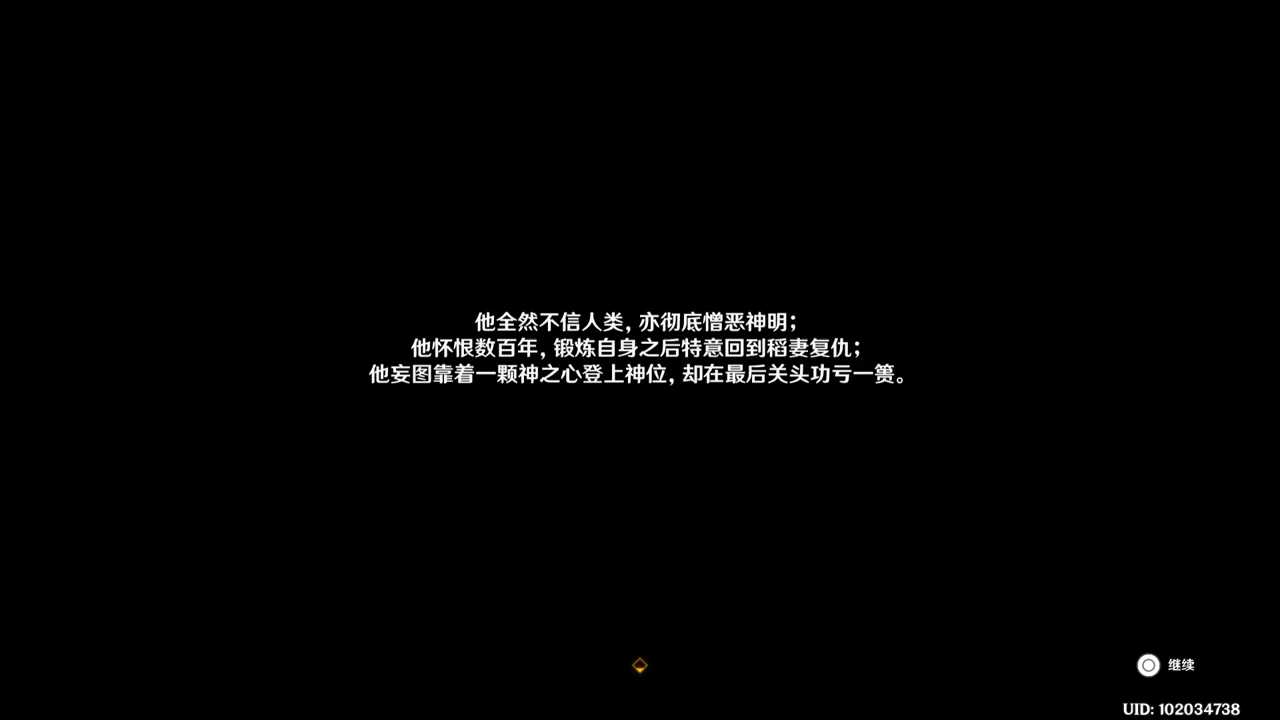 他全然不信人类，亦彻底憎恶神明；
他怀恨数百年，锻炼自身之后特意回到稻妻复仇；
他妄图靠着一颗神之心登上神位，却在最后关头功亏一篑。
继续
UID: 102034738